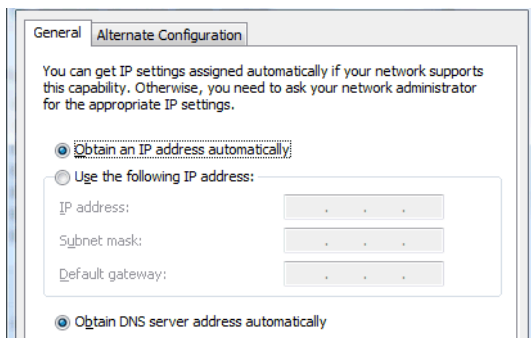 General
Alternate Configuration
You can get IP settings assigned automatically if your network supports
this capability. Otherwise, you need to ask your network administrator
for the appropriate IP settings.
Obtain an IP address automatically
Use the following IP address:
IP address:
. . .
Subnet mask:
. . .
Default gateway:
. . .
Obtain DNS server address automatically